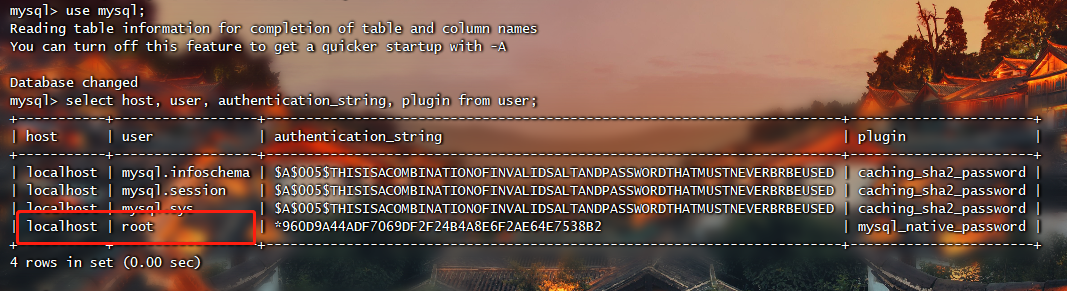 mysql> use mysql;
Reading table information for completion of table and column names
You can turn off this feature to get a quicker startup with -A
Database changed
mysql> select host, user, authentication_string, plugin from user;
+-----------+------------------+------------------------------------------------------------------------+-----------------------+
| host | user | authentication_string | plugin |
+-----------+------------------+------------------------------------------------------------------------+-----------------------+
| localhost | mysql.infoschema | $A$005$THISISACOMBINATIONOFINVALIDSALTANDPASSWORDTHATMUSTNEVERBRBEUSED | caching_sha2_password |
| localhost | mysql.session | $A$005$THISISACOMBINATIONOFINVALIDSALTANDPASSWORDTHATMUSTNEVERBRBEUSED | caching_sha2_password |
| localhost | mysql.sys | $A$005$THISISACOMBINATIONOFINVALIDSALTANDPASSWORDTHATMUSTNEVERBRBEUSED | caching_sha2_password |
| localhost | root | *960D9A44ADF7069DF2F24B4A8E6F2AE64E7538B2 | mysql_native_password |
+-----------+------------------+------------------------------------------------------------------------+-----------------------+
4 rows in set (0.00 sec)